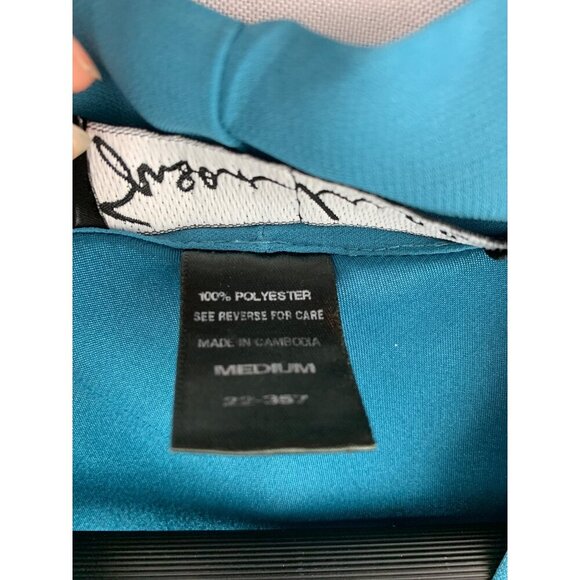 100% POLYESTER
SEE REVERSE FOR CARE
MADE IN CAMBODIA
MEDIUM
22-357